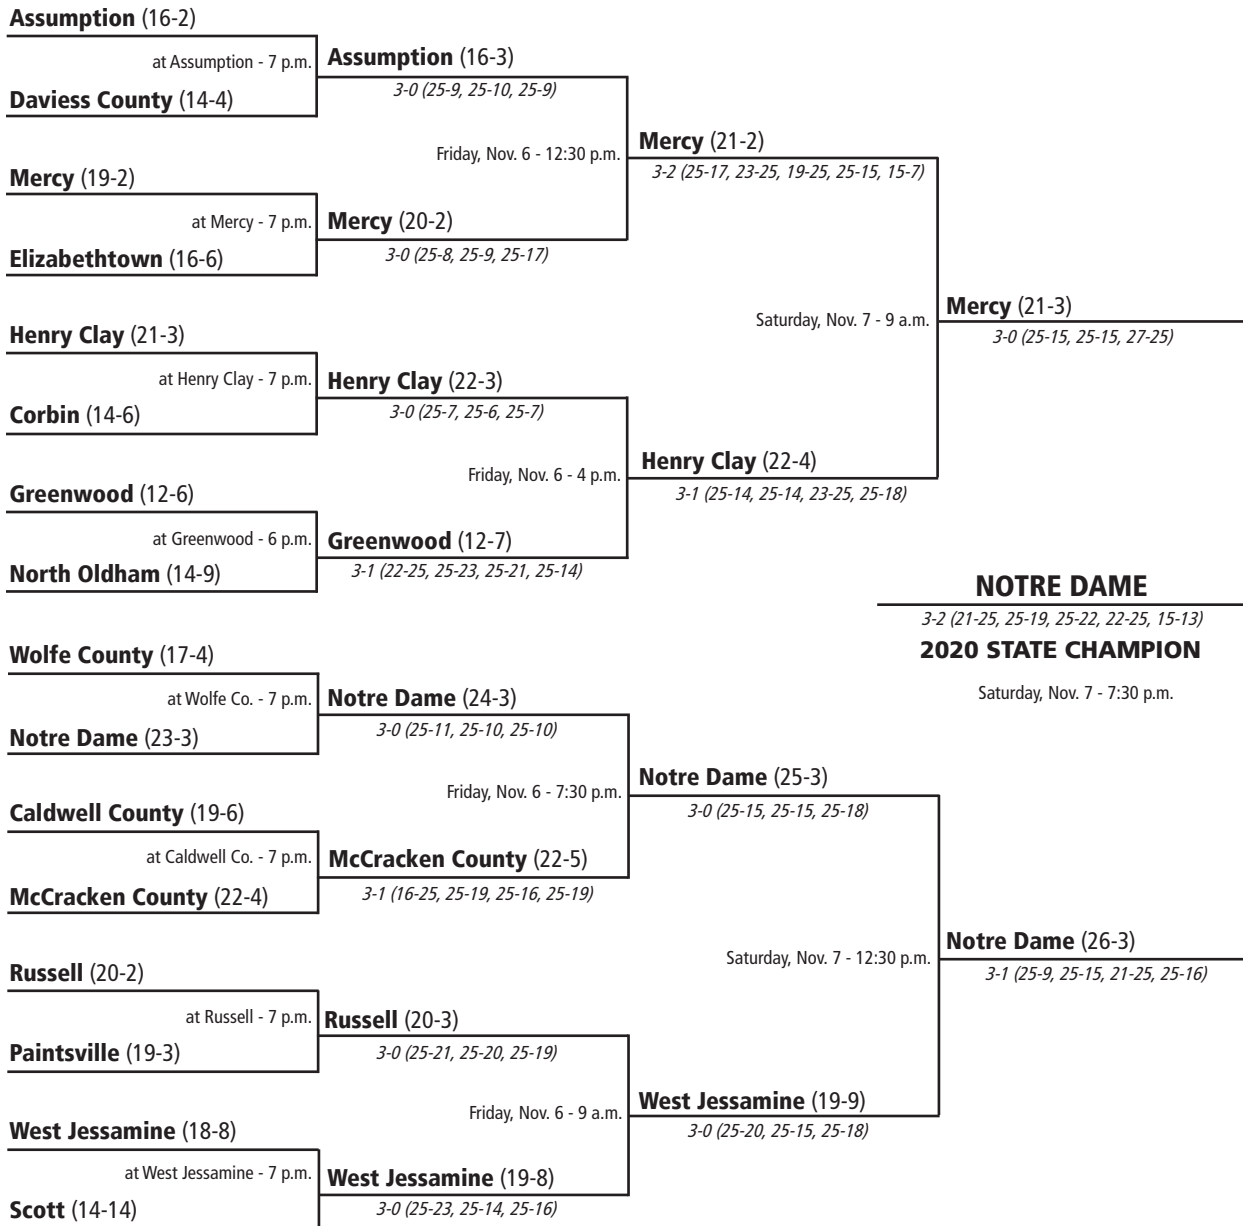 Assumption (16-2)
at Assumption - 7 p.m.
Daviess County (14-4)
Assumption (16-3)
3-0 (25-9, 25-10, 25-9)
Friday, Nov. 6 - 12:30 p.m.
Mercy (19-2)
at Mercy - 7 p.m.
Elizabethtown (16-6)
Mercy (20-2)
3-0 (25-8, 25-9, 25-17)
Mercy (21-2)
3-2 (25-17, 23-25, 19-25, 25-15, 15-7)
Saturday, Nov. 7 - 9 a.m.
Henry Clay (21-3)
at Henry Clay - 7 p.m.
Corbin (14-6)
Henry Clay (22-3)
3-0 (25-7, 25-6, 25-7)
Friday, Nov. 6 - 4 p.m.
Greenwood (12-6)
at Greenwood - 6 p.m.
North Oldham (14-9)
Greenwood (12-7)
3-1 (22-25, 25-23, 25-21, 25-14)
Henry Clay (22-4)
3-1 (25-14, 25-14, 23-25, 25-18)
Mercy (21-3)
3-0 (25-15, 25-15, 27-25)
NOTRE DAME
3-2 (21-25, 25-19, 25-22, 22-25, 15-13)
2020 STATE CHAMPION
Saturday, Nov. 7 - 7:30 p.m.
Wolfe County (17-4)
at Wolfe Co. - 7 p.m.
Notre Dame (23-3)
Notre Dame (24-3)
3-0 (25-11, 25-10, 25-10)
Friday, Nov. 6 - 7:30 p.m.
Caldwell County (19-6)
at Caldwell Co. - 7 p.m.
McCracken County (22-4)
McCracken County (22-5)
3-1 (16-25, 25-19, 25-16, 25-19)
Notre Dame (25-3)
3-0 (25-15, 25-15, 25-18)
Saturday, Nov. 7 - 12:30 p.m.
Russell (20-2)
at Russell - 7 p.m.
Paintsville (19-3)
Russell (20-3)
3-0 (25-21, 25-20, 25-19)
Friday, Nov. 6 - 9 a.m.
West Jessamine (18-8)
at West Jessamine - 7 p.m.
Scott (14-14)
West Jessamine (19-8)
3-0 (25-23, 25-14, 25-16)
West Jessamine (19-9)
3-0 (25-20, 25-15, 25-18)
Notre Dame (26-3)
3-1 (25-9, 25-15, 21-25, 25-16)